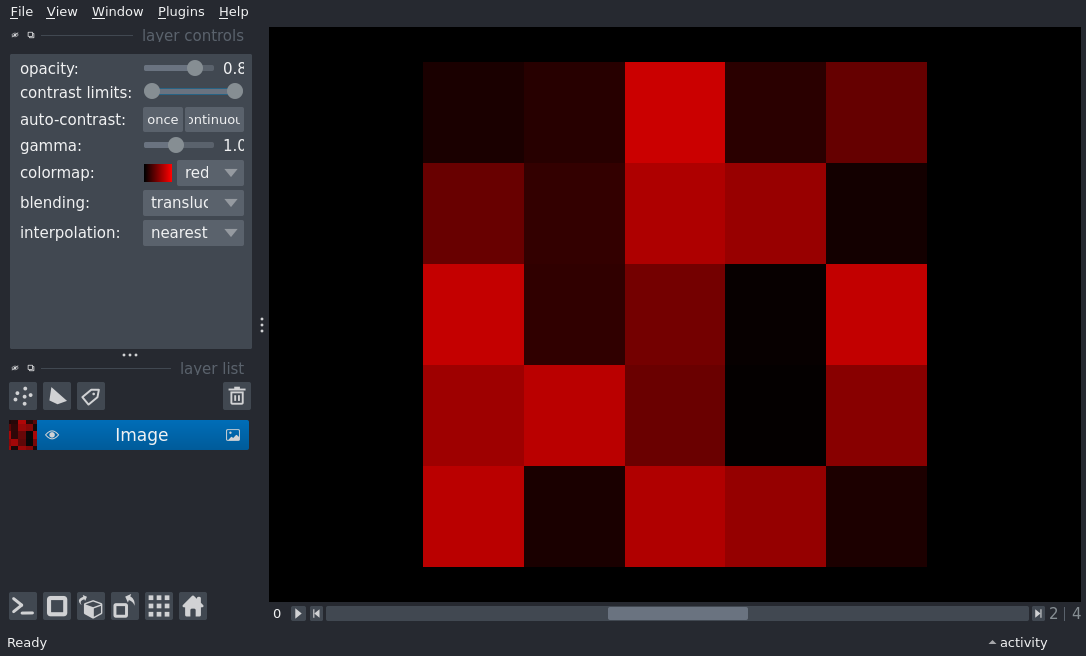 File View Window Plugins Help
layer controls
opacity: 0.8
contrast limits:
auto-contrast: once ontinuou
gamma: 1.0
colormap: red
blending: transluc
interpolation: nearest
layer list
Image
0 2 | 4
Ready activity